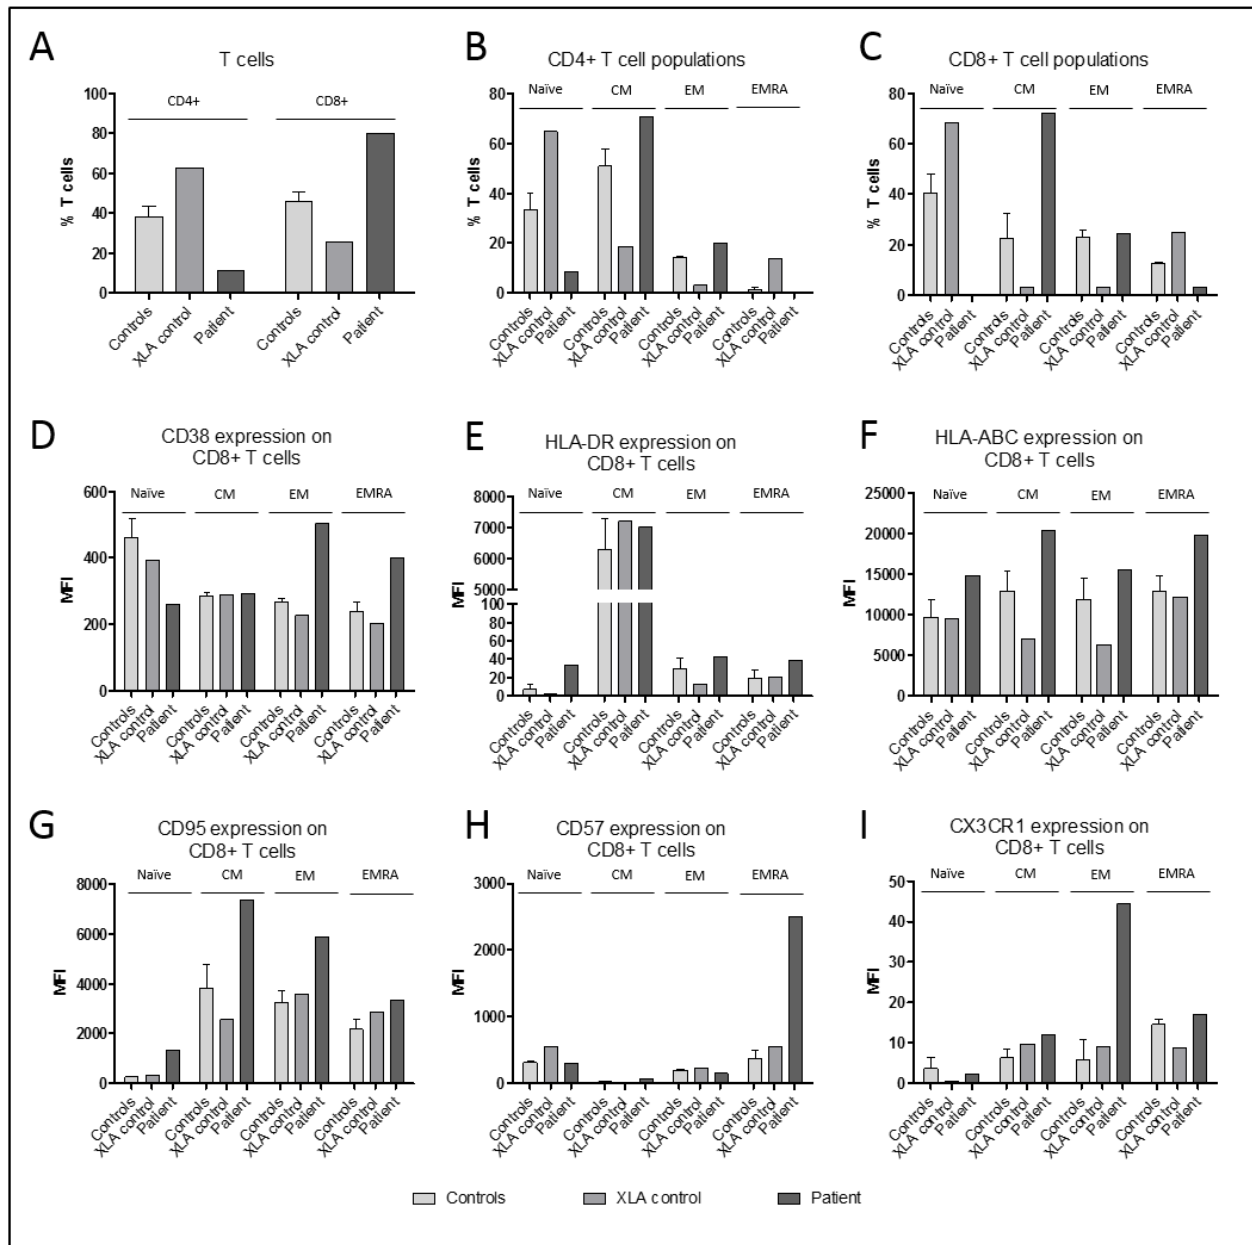 A
T cells
CD4+
CD8+
100
80
60
40
20
0
% T cells
Controls
XLA control
Patient
Controls
XLA control
Patient
B
CD4+ T cell populations
Naïve
CM
EM
EMRA
80
60
40
20
0
% T cells
Controls
XLA control
Patient
Controls
XLA control
Patient
Controls
XLA control
Patient
Controls
XLA control
Patient
C
CD8+ T cell populations
Naïve
CM
EM
EMRA
80
60
40
20
0
% T cells
Controls
XLA control
Patient
Controls
XLA control
Patient
Controls
XLA control
Patient
Controls
XLA control
Patient
D
CD38 expression on
CD8+ T cells
Naïve
CM
EM
EMRA
600
400
200
0
MFI
Controls
XLA control
Patient
Controls
XLA control
Patient
Controls
XLA control
Patient
Controls
XLA control
Patient
E
HLA-DR expression on
CD8+ T cells
Naïve
CM
EM
EMRA
8000
7000
6000
5000
100
80
60
40
20
0
MFI
Controls
XLA control
Patient
Controls
XLA control
Patient
Controls
XLA control
Patient
Controls
XLA control
Patient
F
HLA-ABC expression on
CD8+ T cells
Naïve
CM
EM
EMRA
25000
20000
15000
10000
5000
0
MFI
Controls
XLA control
Patient
Controls
XLA control
Patient
Controls
XLA control
Patient
Controls
XLA control
Patient
G
CD95 expression on
CD8+ T cells
Naïve
CM
EM
EMRA
8000
6000
4000
2000
0
MFI
Controls
XLA control
Patient
Controls
XLA control
Patient
Controls
XLA control
Patient
Controls
XLA control
Patient
H
CD57 expression on
CD8+ T cells
Naïve
CM
EM
EMRA
3000
2000
1000
0
MFI
Controls
XLA control
Patient
Controls
XLA control
Patient
Controls
XLA control
Patient
Controls
XLA control
Patient
I
CX3CR1 expression on
CD8+ T cells
Naïve
CM
EM
EMRA
50
40
30
20
10
0
MFI
Controls
XLA control
Patient
Controls
XLA control
Patient
Controls
XLA control
Patient
Controls
XLA control
Patient
Controls
XLA control
Patient